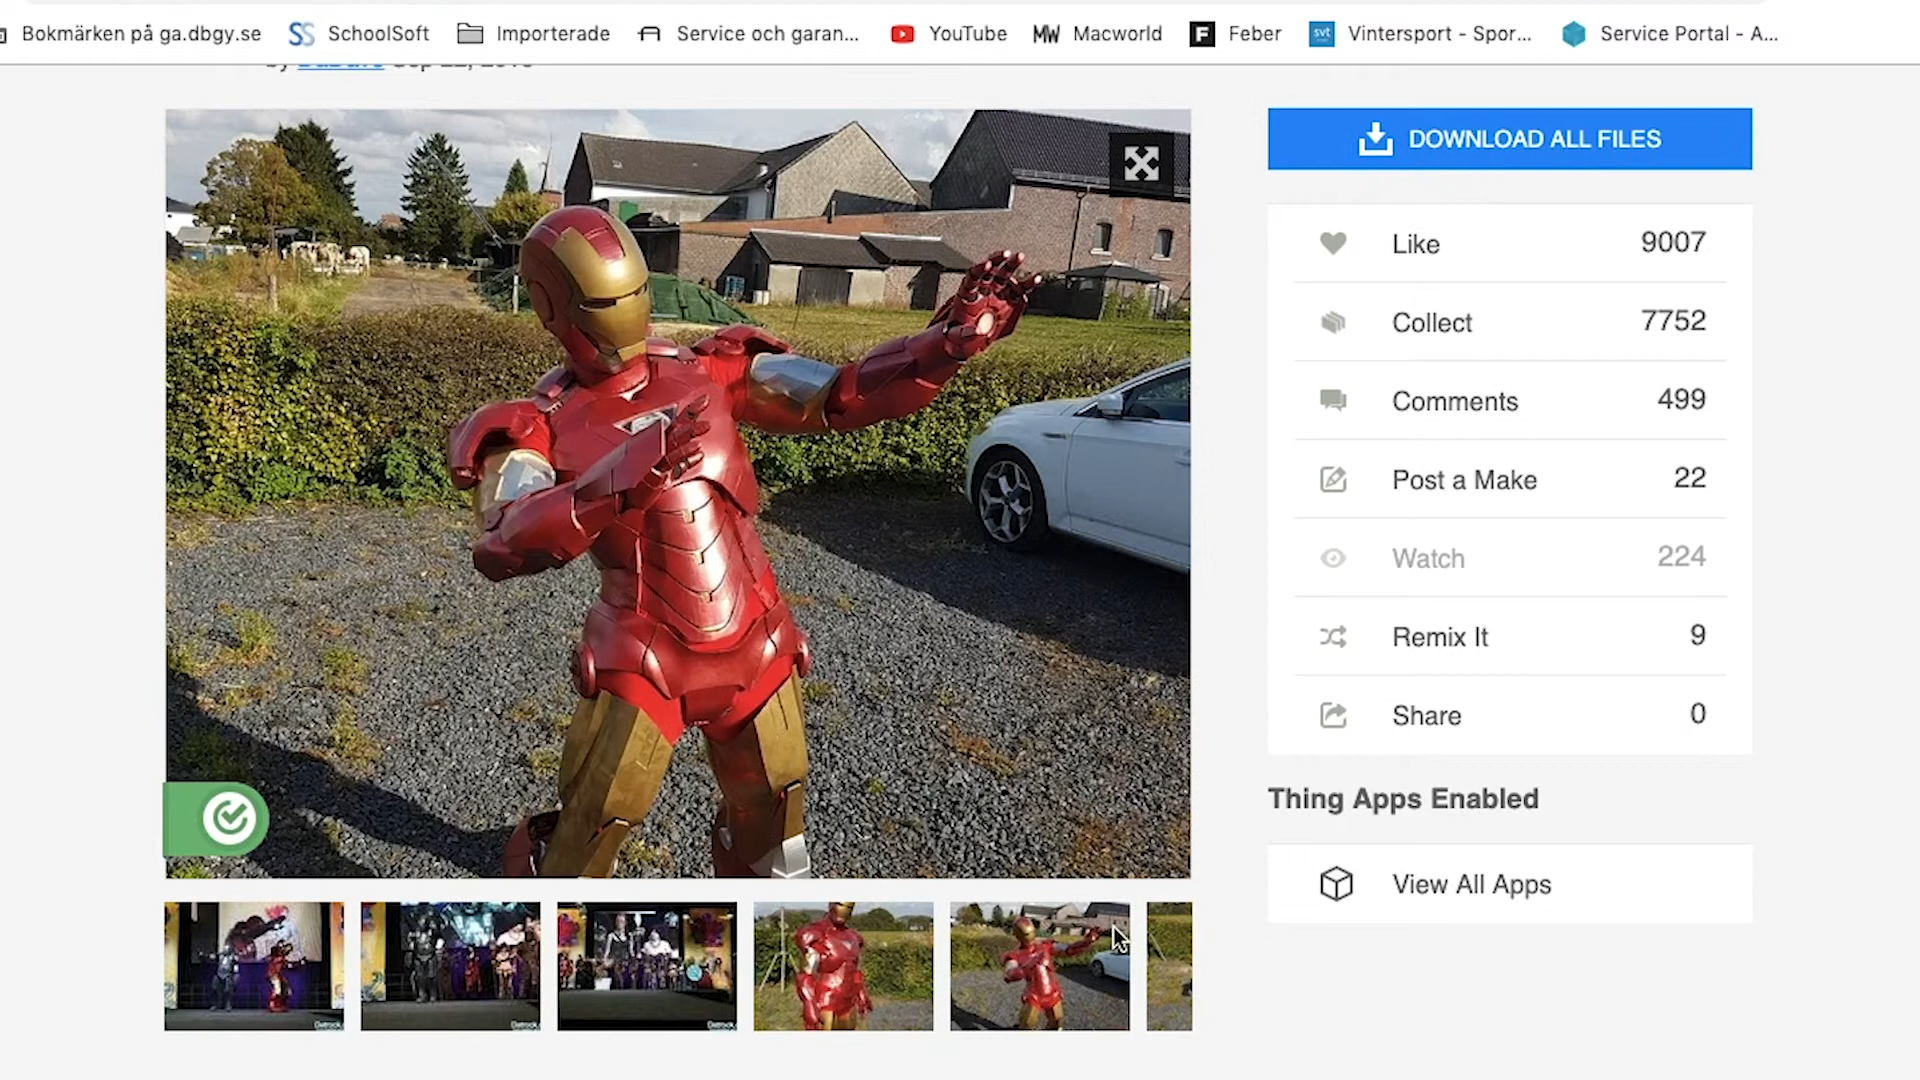 Bokmärken på ga.dbgy.se SchoolSoft Importerade Service och garan... YouTube MW Macworld F Feber svt Vintersport - Spor... Service Portal - A...
DOWNLOAD ALL FILES
Like 9007
Collect 7752
Comments 499
Post a Make 22
Watch 224
Remix It 9
Share 0
Thing Apps Enabled
View All Apps